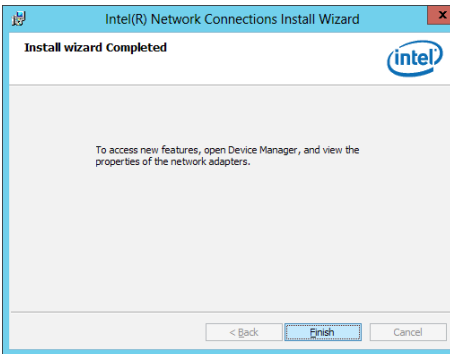 Intel(R) Network Connections Install Wizard
x
Install wizard Completed
intel
To access new features, open Device Manager, and view the
properties of the network adapters.
< Back
Finish
Cancel